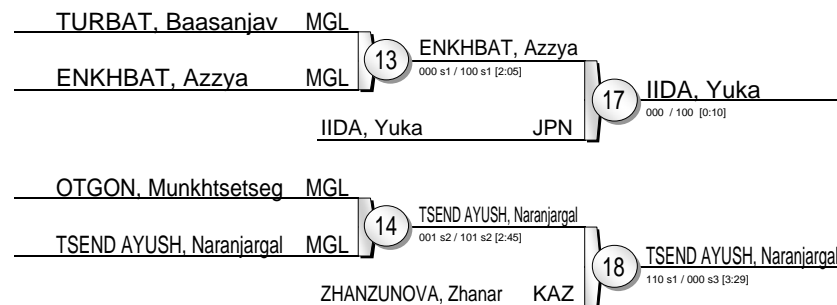 TURBAT, Baasanjav MGL
13
ENKHBAT, Azzya
000 s1 / 100 s1 [2:05]
ENKHBAT, Azzya MGL
17
IIDA, Yuka
000 / 100 [0:10]
IIDA, Yuka JPN
OTGON, Munkhtsetseg MGL
14
TSEND AYUSH, Naranjargal
001 s2 / 101 s2 [2:45]
TSEND AYUSH, Naranjargal MGL
18
TSEND AYUSH, Naranjargal
110 s1 / 000 s3 [3:29]
ZHANZUNOVA, Zhanar KAZ